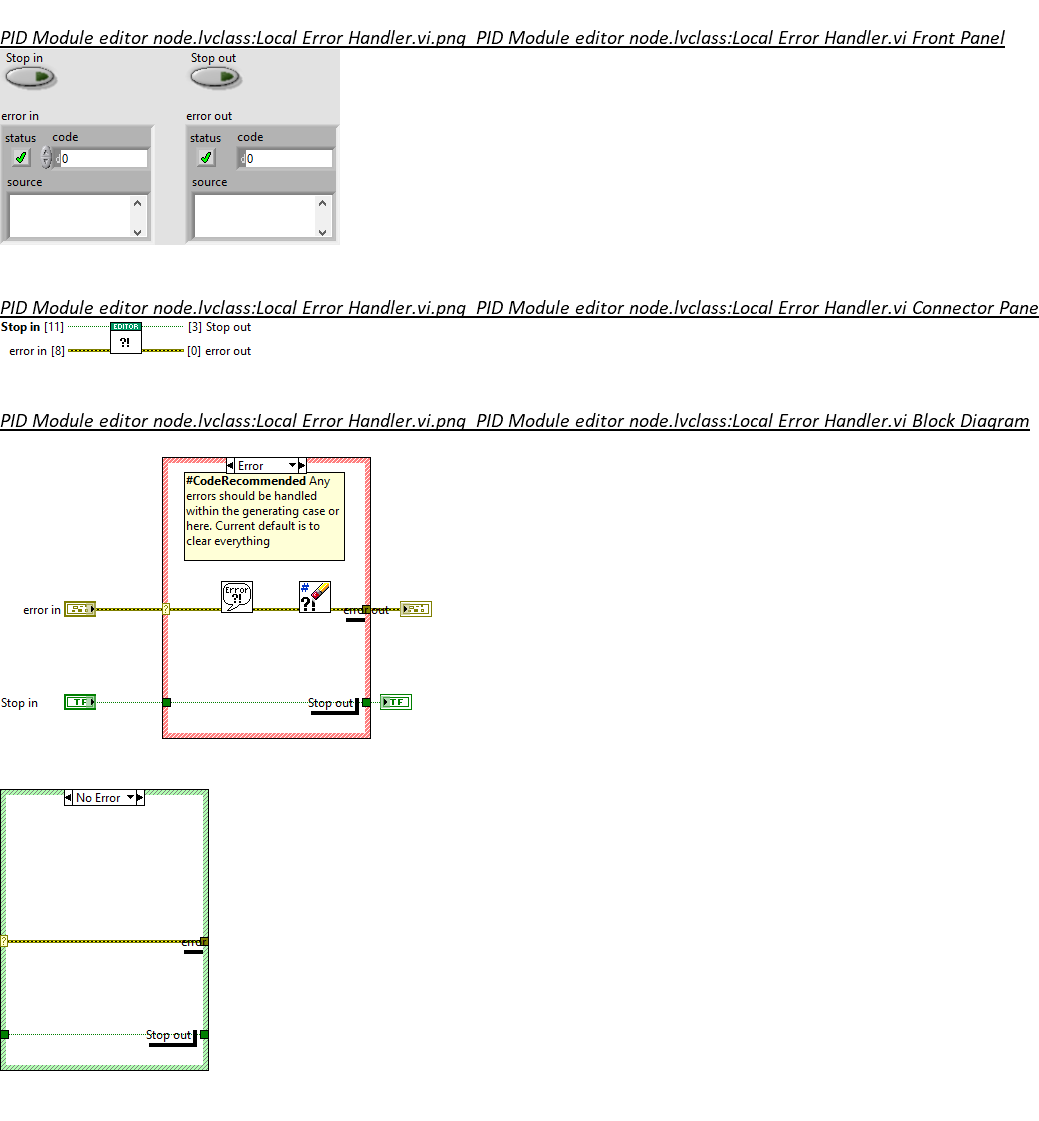 PID Module editor node.lvclass:Local Error Handler.vi.png PID Module editor node.lvclass:Local Error Handler.vi Front Panel
Stop in Stop out
error in error out
status code status code
0 0
source source
PID Module editor node.lvclass:Local Error Handler.vi.png PID Module editor node.lvclass:Local Error Handler.vi Connector Pane
Stop in [11] EDITOR [3] Stop out
error in [8] ?! [0] error out
PID Module editor node.lvclass:Local Error Handler.vi.png PID Module editor node.lvclass:Local Error Handler.vi Block Diagram
Error
#CodeRecommended Any
errors should be handled
within the generating case or
here. Current default is to
clear everything
Error #
?! ?!
error in ? error out
Stop in TF Stop out TF
No Error
? error
Stop out